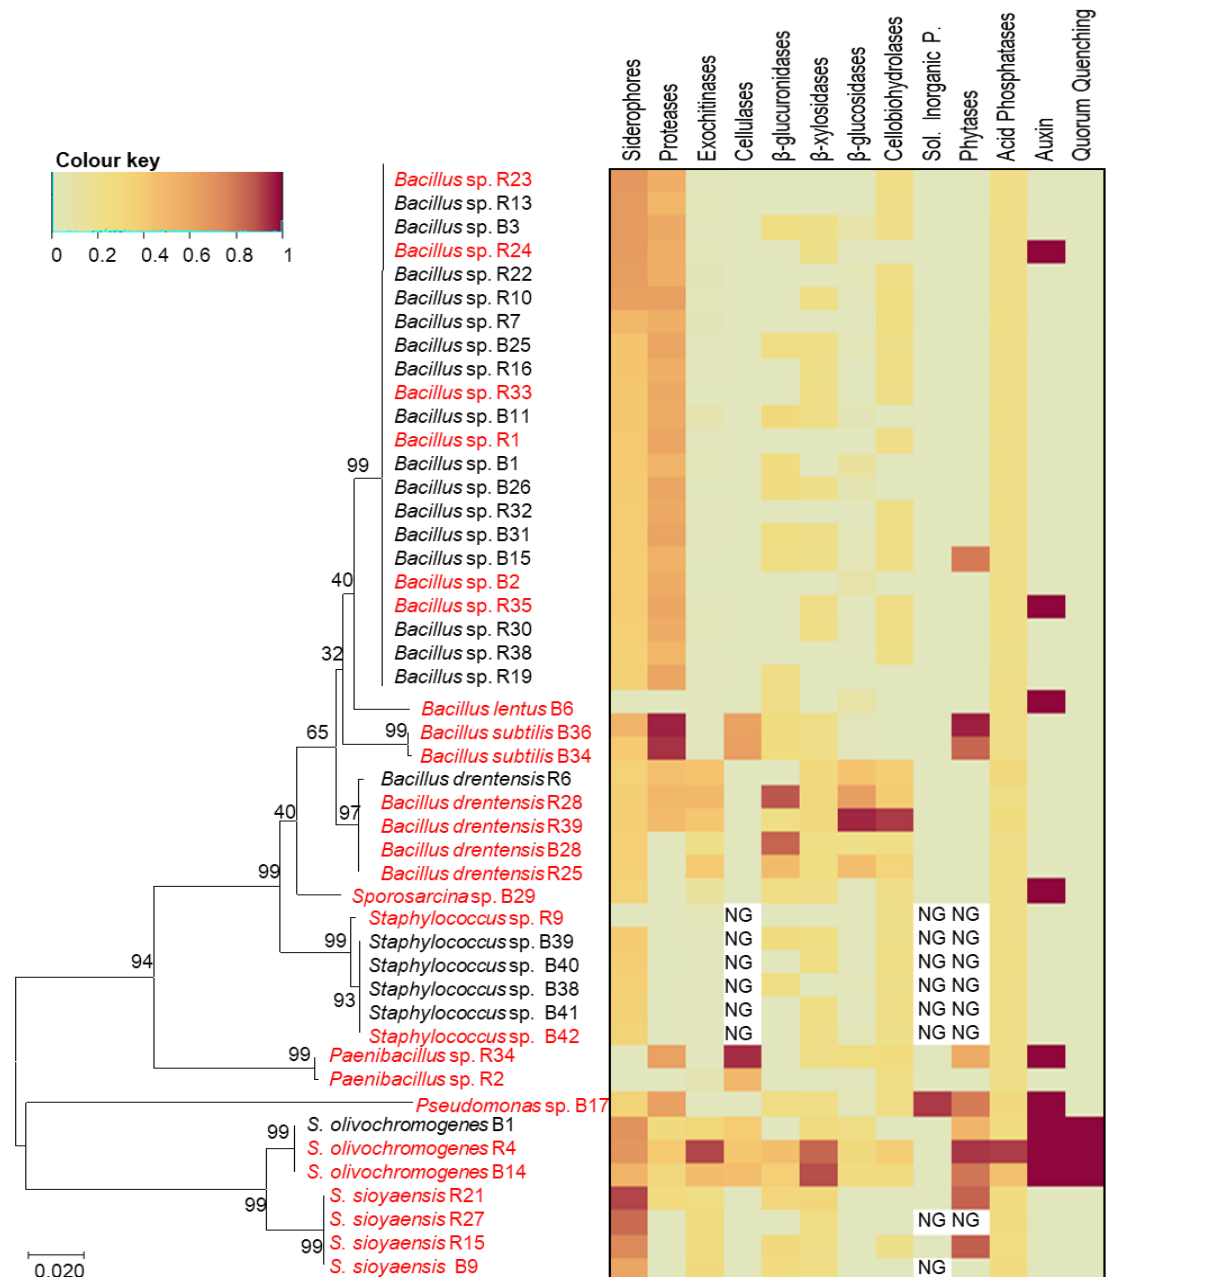 Siderophores
Proteases
Exochitinases
Cellulases
β-glucuronidases
β-xylosidases
β-glucosidases
Cellobiohydrolases
Sol. Inorganic P.
Phytases
Acid Phosphatases
Auxin
Quorum Quenching
Colour key
0 0.2 0.4 0.6 0.8 1
Bacillus sp. R23
Bacillus sp. R13
Bacillus sp. B3
Bacillus sp. R24
Bacillus sp. R22
Bacillus sp. R10
Bacillus sp. R7
Bacillus sp. B25
Bacillus sp. R16
Bacillus sp. R33
Bacillus sp. B11
Bacillus sp. R1
99 Bacillus sp. B1
Bacillus sp. B26
Bacillus sp. R32
Bacillus sp. B31
Bacillus sp. B15
40 Bacillus sp. B2
Bacillus sp. R35
Bacillus sp. R30
32 Bacillus sp. R38
Bacillus sp. R19
Bacillus lentus B6
65 99 Bacillus subtilis B36
Bacillus subtilis B34
Bacillus drentensis R6
Bacillus drentensis R28
40 97 Bacillus drentensis R39
Bacillus drentensis B28
99 Bacillus drentensis R25
Sporosarcina sp. B29
Staphylococcus sp. R9 NG NG NG
99 Staphylococcus sp. B39 NG NG NG
94 Staphylococcus sp. B40 NG NG NG
93 Staphylococcus sp. B38 NG NG NG
Staphylococcus sp. B41 NG NG NG
Staphylococcus sp. B42 NG NG NG
99 Paenibacillus sp. R34
Paenibacillus sp. R2
Pseudomonas sp. B17
99 S. olivochromogenes B1
S. olivochromogenes R4
S. olivochromogenes B14
99 S. sioyaensis R21
S. sioyaensis R27 NG NG
99 S. sioyaensis R15
S. sioyaensis B9 NG
0.020